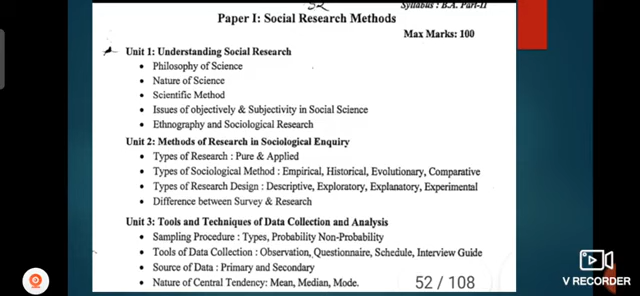 52
Syllabus : B.A. Part-II
Paper I: Social Research Methods
Max Marks: 100
Unit 1: Understanding Social Research
• Philosophy of Science
• Nature of Science
• Scientific Method
• Issues of objectively & Subjectivity in Social Science
• Ethnography and Sociological Research
Unit 2: Methods of Research in Sociological Enquiry
• Types of Research : Pure & Applied
• Types of Sociological Method : Empirical, Historical, Evolutionary, Comparative
• Types of Research Design : Descriptive, Exploratory, Explanatory, Experimental
• Difference between Survey & Research
Unit 3: Tools and Techniques of Data Collection and Analysis
• Sampling Procedure : Types, Probability Non-Probability
• Tools of Data Collection : Observation, Questionnaire, Schedule, Interview Guide
• Source of Data : Primary and Secondary
• Nature of Central Tendency: Mean, Median, Mode.
52 / 108
V RECORDER